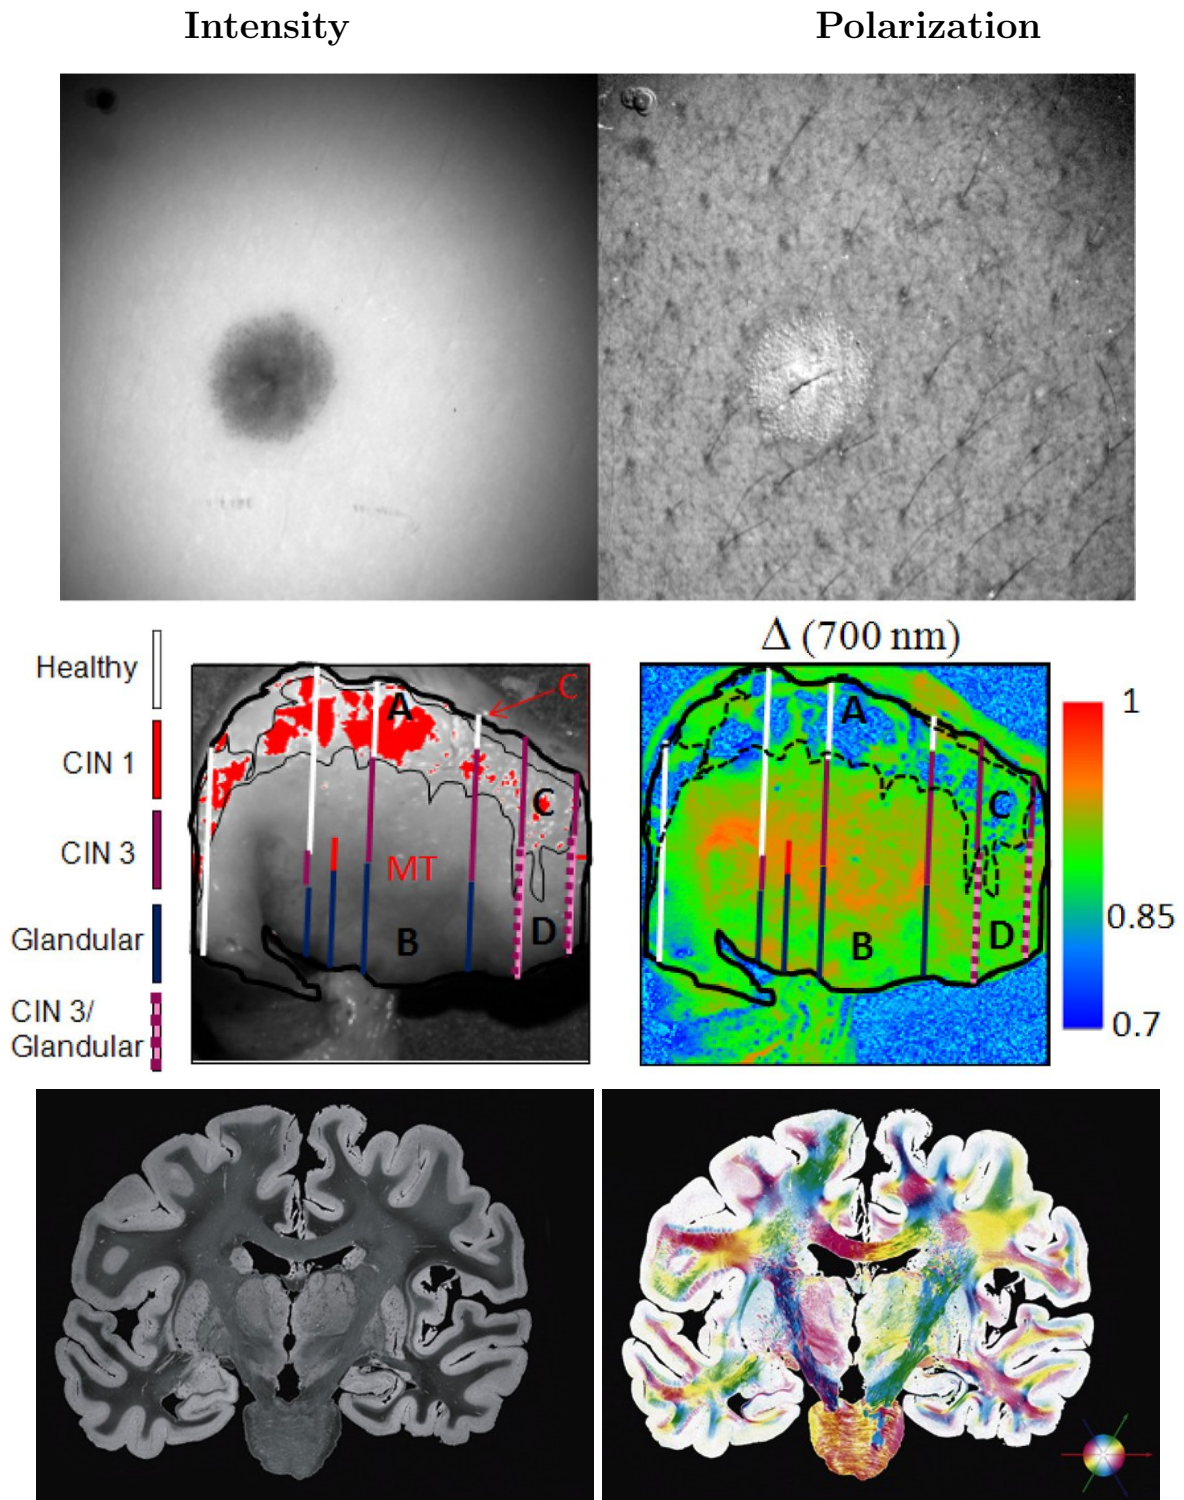 Intensity
Polarization
Δ (700 nm)
Healthy
CIN 1
CIN 3
Glandular
CIN 3/
Glandular
C
A
C
MT
B
D
A
C
B
D
1
0.85
0.7